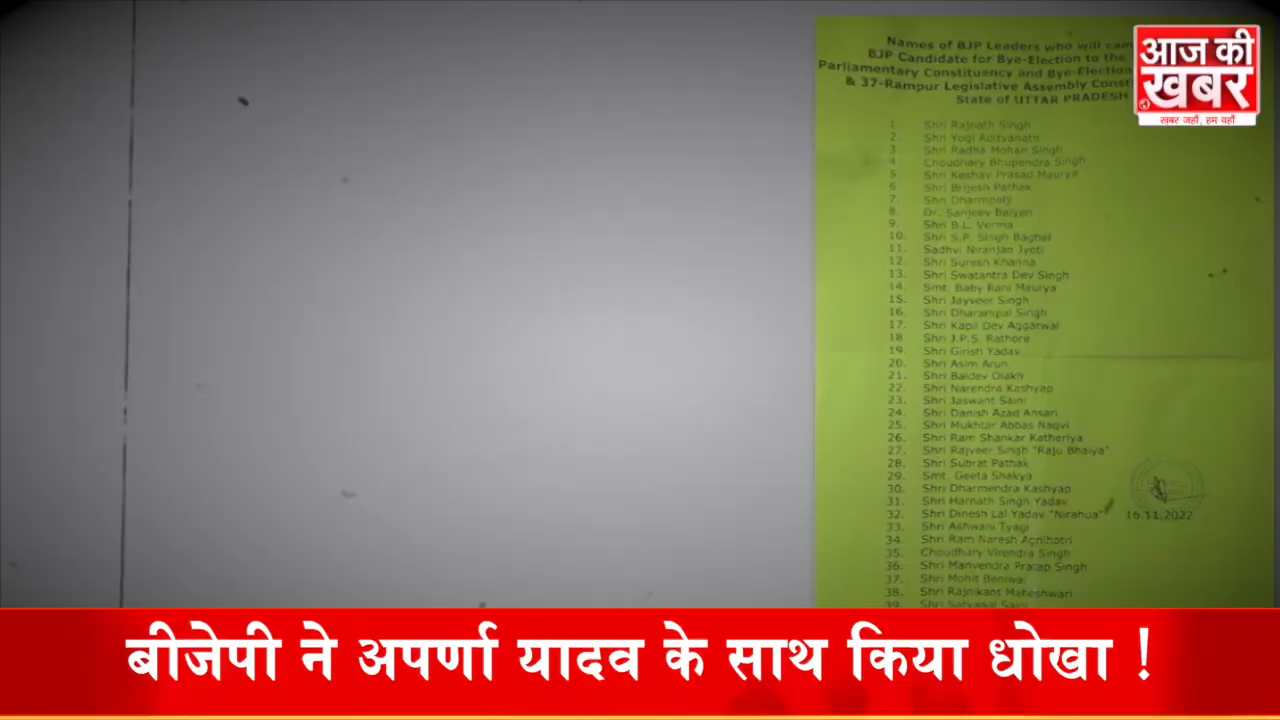 Names of BJP Leaders who will cam
BJP Candidate for Bye-Election to the
Parliamentary Constituency and Bye-Election
& 37-Rampur Legislative Assembly Const
State of UTTAR PRADESH
आज की
खबर
खबर जहाँ, हम वहाँ
1. Shri Rajnath Singh
2. Shri Yogi Adityanath
3. Shri Radha Mohan Singh
4. Choudhary Bhupendra Singh
5. Shri Keshav Prasad Maurya
6. Shri Brijesh Pathak
7. Shri Dharmpalji
8. Dr. Sanjeev Balyan
9. Shri B.L. Verma
10. Shri S.P. Singh Baghel
11. Sadhvi Niranjan Jyoti
12. Shri Suresh Khanna
13. Shri Swatantra Dev Singh
14. Smt. Baby Rani Maurya
15. Shri Jayveer Singh
16. Shri Dharampal Singh
17. Shri Kapil Dev Aggarwal
18. Shri J.P.S. Rathore
19. Shri Girish Yadav
20. Shri Asim Arun
21. Shri Baldev Olakh
22. Shri Narendra Kashyap
23. Shri Jaswant Saini
24. Shri Danish Azad Ansari
25. Shri Mukhtar Abbas Naqvi
26. Shri Ram Shankar Katheriya
27. Shri Rajveer Singh "Raju Bhaiya"
28. Shri Subrat Pathak
29. Smt. Geeta Shakya
30. Shri Dharmendra Kashyap
31. Shri Harnath Singh Yadav
32. Shri Dinesh Lal Yadav "Nirahua"
16.11.2022
33. Shri Ashwani Tyagi
34. Shri Ram Naresh Agnihotri
35. Choudhary Virendra Singh
36. Shri Manvendra Pratap Singh
37. Shri Mohit Beniwal
38. Shri Rajnikant Maheshwari
39. Shri Satyapal Saini
बीजेपी ने अपर्णा यादव के साथ किया धोखा !